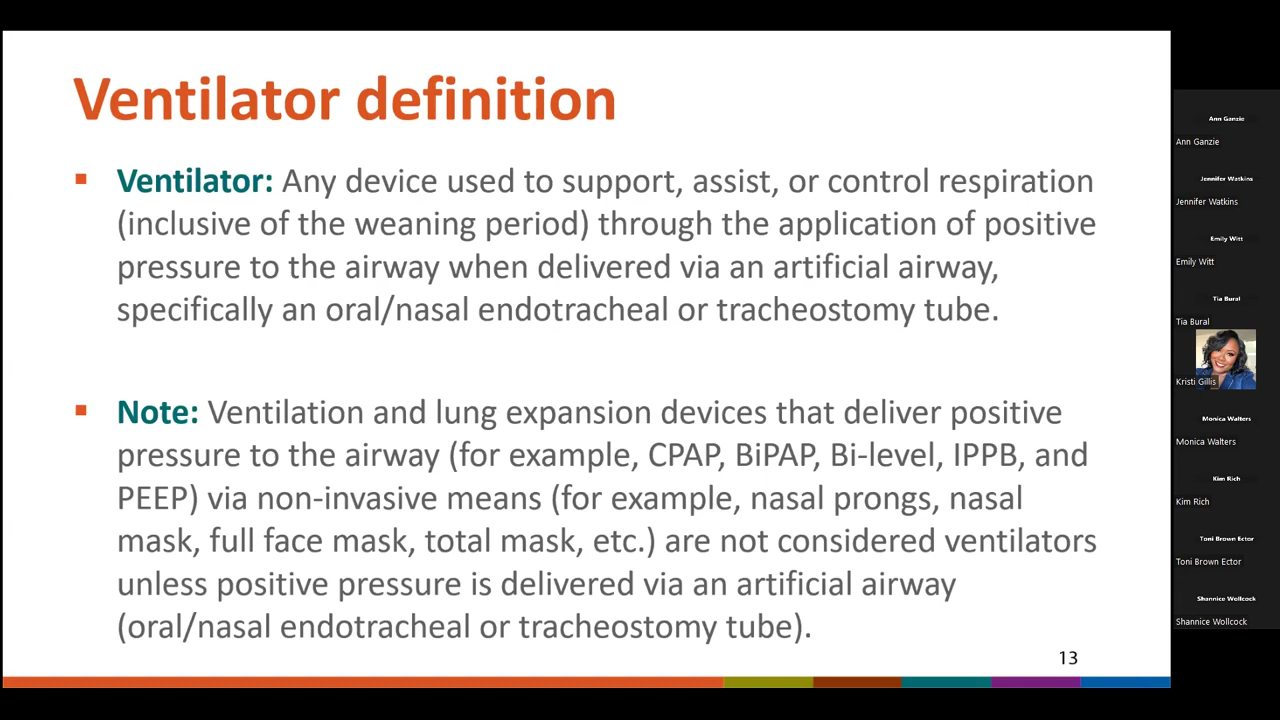 Ventilator definition
▪ Ventilator: Any device used to support, assist, or control respiration
(inclusive of the weaning period) through the application of positive
pressure to the airway when delivered via an artificial airway,
specifically an oral/nasal endotracheal or tracheostomy tube.
▪ Note: Ventilation and lung expansion devices that deliver positive
pressure to the airway (for example, CPAP, BiPAP, Bi-level, IPPB, and
PEEP) via non-invasive means (for example, nasal prongs, nasal
mask, full face mask, total mask, etc.) are not considered ventilators
unless positive pressure is delivered via an artificial airway
(oral/nasal endotracheal or tracheostomy tube).
13
Ann Ganzie
Ann Ganzie
Jennifer Watkins
Jennifer Watkins
Emily Witt
Emily Witt
Tia Bural
Tia Bural
Kristi Gillis
Monica Walters
Monica Walters
Kim Rich
Kim Rich
Toni Brown Ector
Toni Brown Ector
Shannice Wollcock
Shannice Wollcock